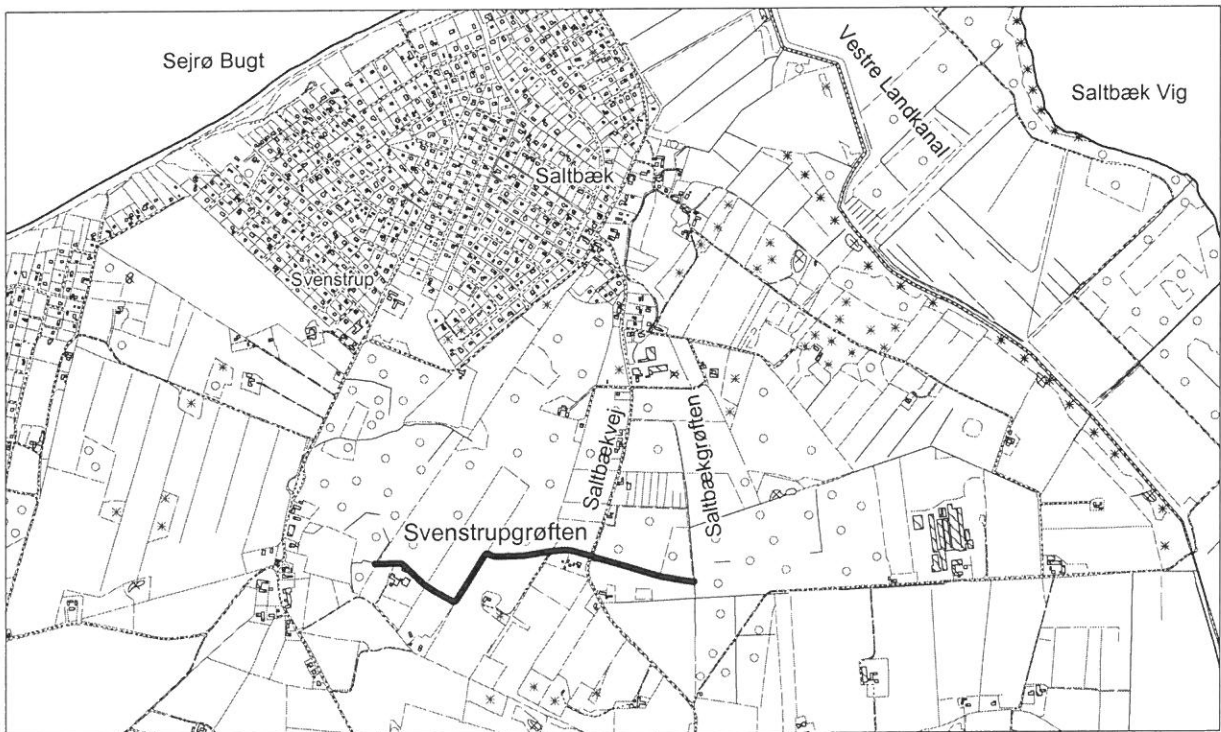 Sejrø Bugt
Vestre Landkanal
Saltbæk Vig
Saltbæk
Svenstrup
Saltbækvej
Saltbækgrøften
Svenstrupgrøften